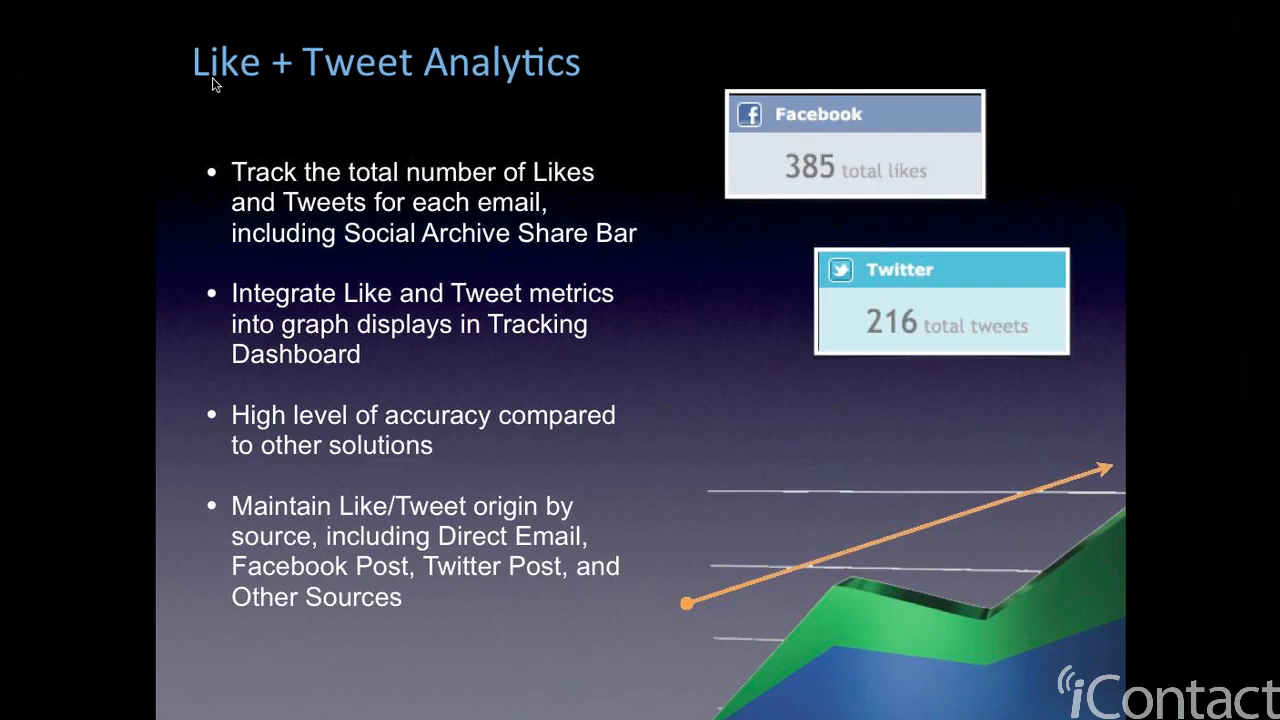 Like + Tweet Analytics
• Track the total number of Likes
and Tweets for each email,
including Social Archive Share Bar
• Integrate Like and Tweet metrics
into graph displays in Tracking
Dashboard
• High level of accuracy compared
to other solutions
• Maintain Like/Tweet origin by
source, including Direct Email,
Facebook Post, Twitter Post, and
Other Sources
Facebook
385 total likes
Twitter
216 total tweets
iContact